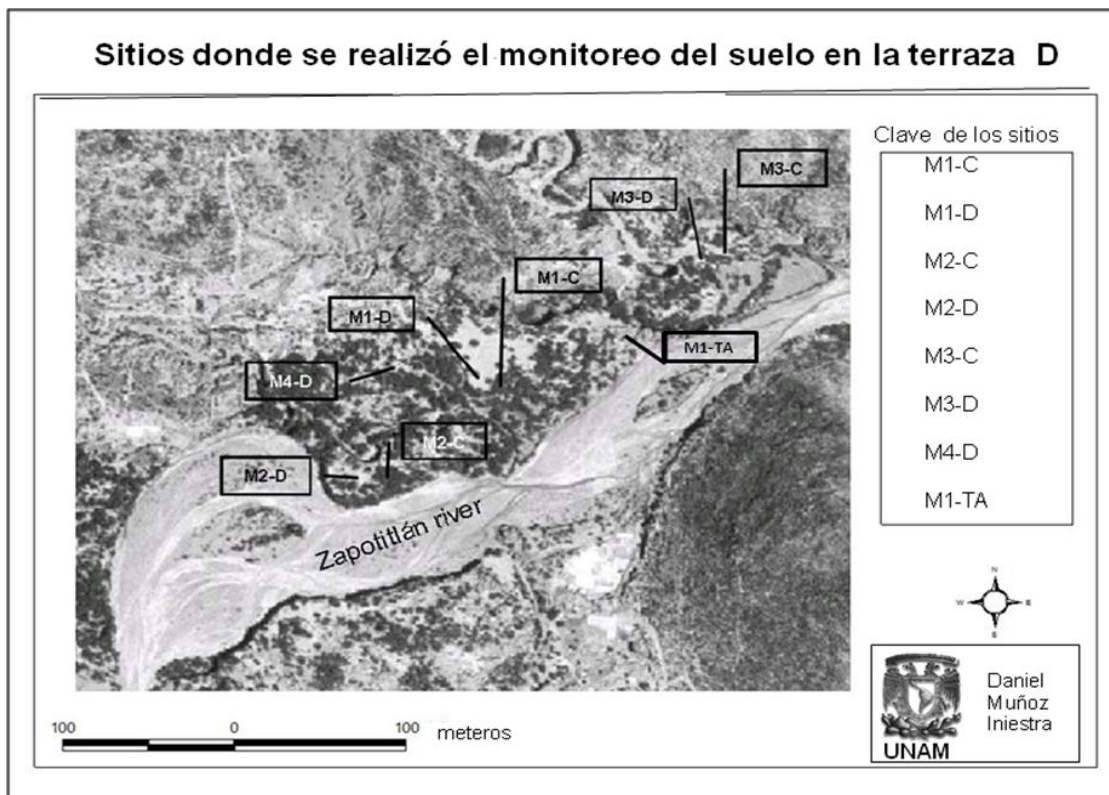 Sitios donde se realizó el monitoreo del suelo en la terraza D
Clave de los sitios
M1-C
M1-D
M2-C
M2-D
M3-C
M3-D
M4-D
M1-TA
M3-C
M3-D
M1-C
M1-D
M1-TA
M4-D
M2-C
M2-D
Zapotitlán river
N
W
E
S
100
0
100
meteros
UNAM
Daniel
Muñoz
Iniestra